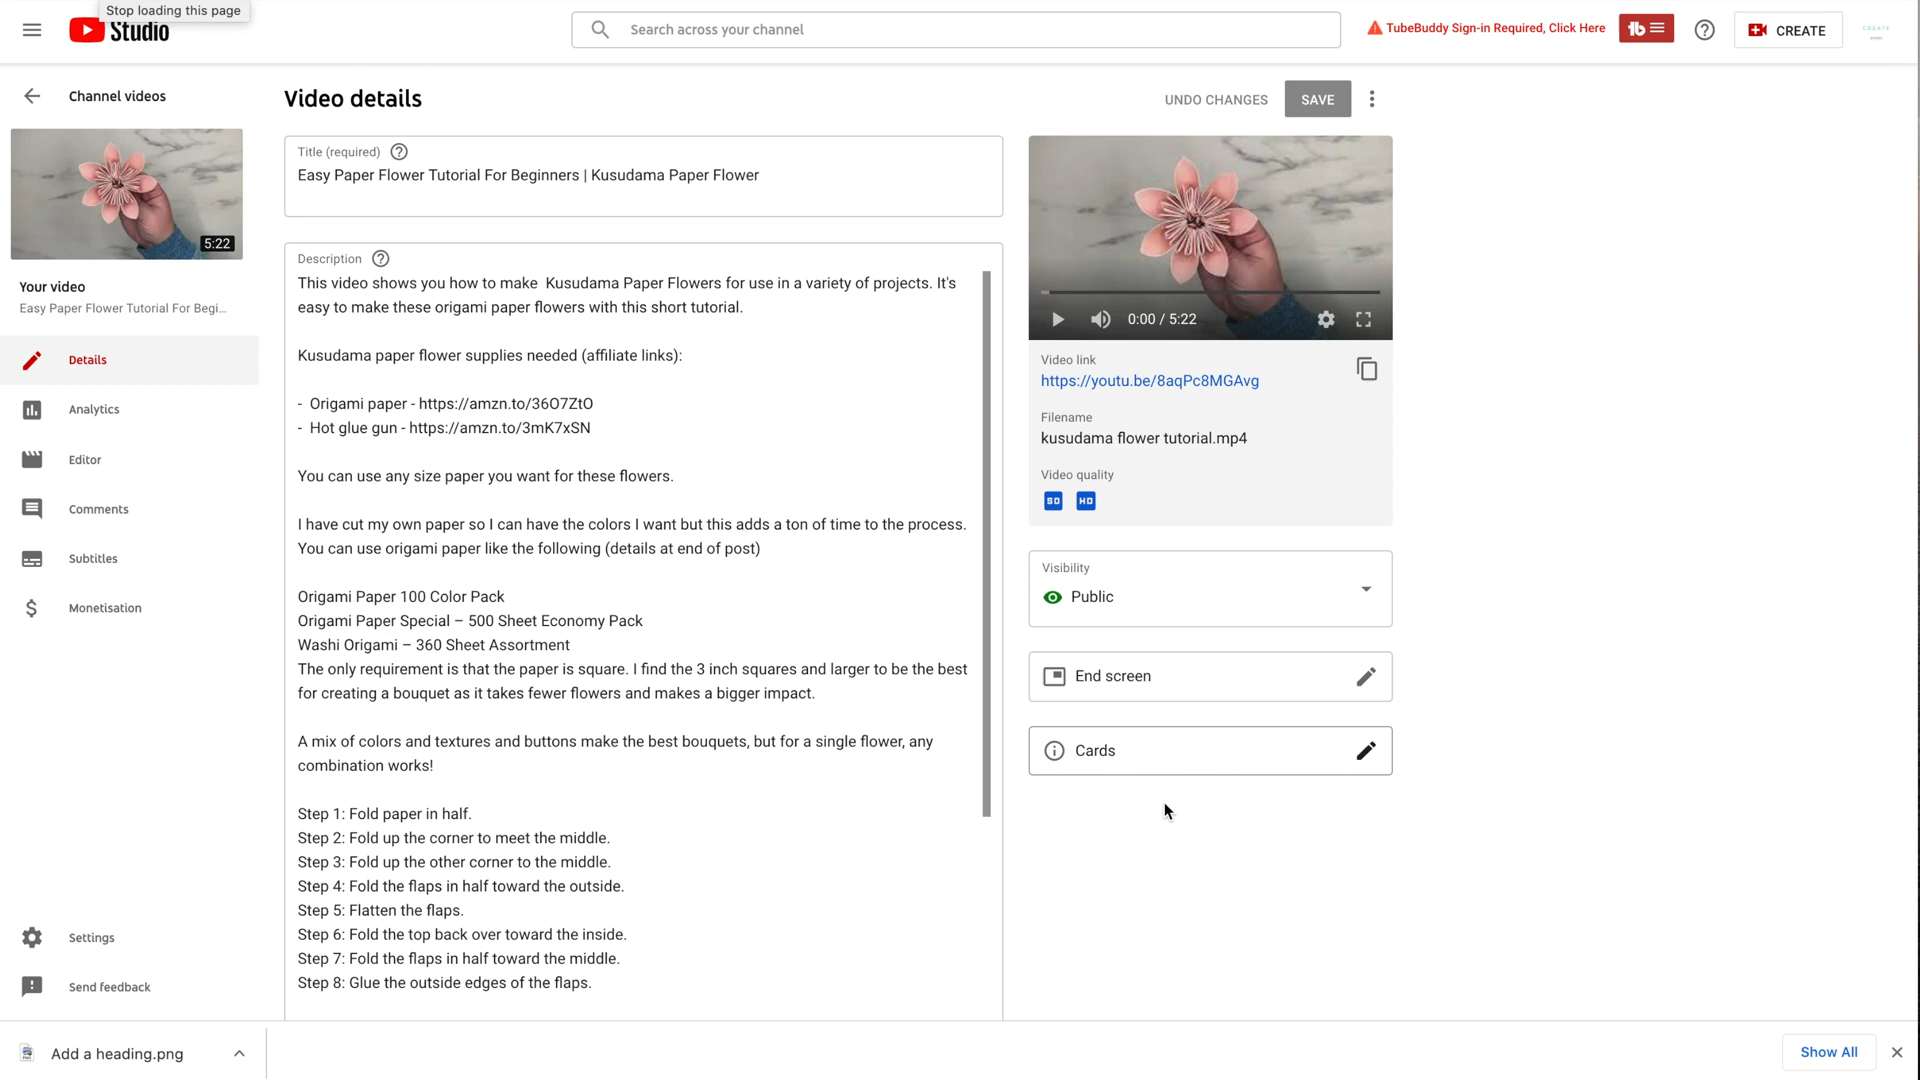 Stop loading this page
Studio
Search across your channel
TubeBuddy Sign-in Required, Click Here
CREATE
Channel videos
Video details
UNDO CHANGES
SAVE
5:22
Your video
Easy Paper Flower Tutorial For Begi...
Details
Analytics
Editor
Comments
Subtitles
Monetisation
Settings
Send feedback
Title (required)
Easy Paper Flower Tutorial For Beginners | Kusudama Paper Flower
Description
This video shows you how to make  Kusudama Paper Flowers for use in a variety of projects. It's
easy to make these origami paper flowers with this short tutorial.
Kusudama paper flower supplies needed (affiliate links):
-  Origami paper - https://amzn.to/36O7ZtO
-  Hot glue gun - https://amzn.to/3mK7xSN
You can use any size paper you want for these flowers.
I have cut my own paper so I can have the colors I want but this adds a ton of time to the process.
You can use origami paper like the following (details at end of post)
Origami Paper 100 Color Pack
Origami Paper Special – 500 Sheet Economy Pack
Washi Origami – 360 Sheet Assortment
The only requirement is that the paper is square. I find the 3 inch squares and larger to be the best
for creating a bouquet as it takes fewer flowers and makes a bigger impact.
A mix of colors and textures and buttons make the best bouquets, but for a single flower, any
combination works!
Step 1: Fold paper in half.
Step 2: Fold up the corner to meet the middle.
Step 3: Fold up the other corner to the middle.
Step 4: Fold the flaps in half toward the outside.
Step 5: Flatten the flaps.
Step 6: Fold the top back over toward the inside.
Step 7: Fold the flaps in half toward the middle.
Step 8: Glue the outside edges of the flaps.
0:00 / 5:22
Video link
https://youtu.be/8aqPc8MGAvg
Filename
kusudama flower tutorial.mp4
Video quality
SD HD
Visibility
Public
End screen
Cards
Add a heading.png
Show All